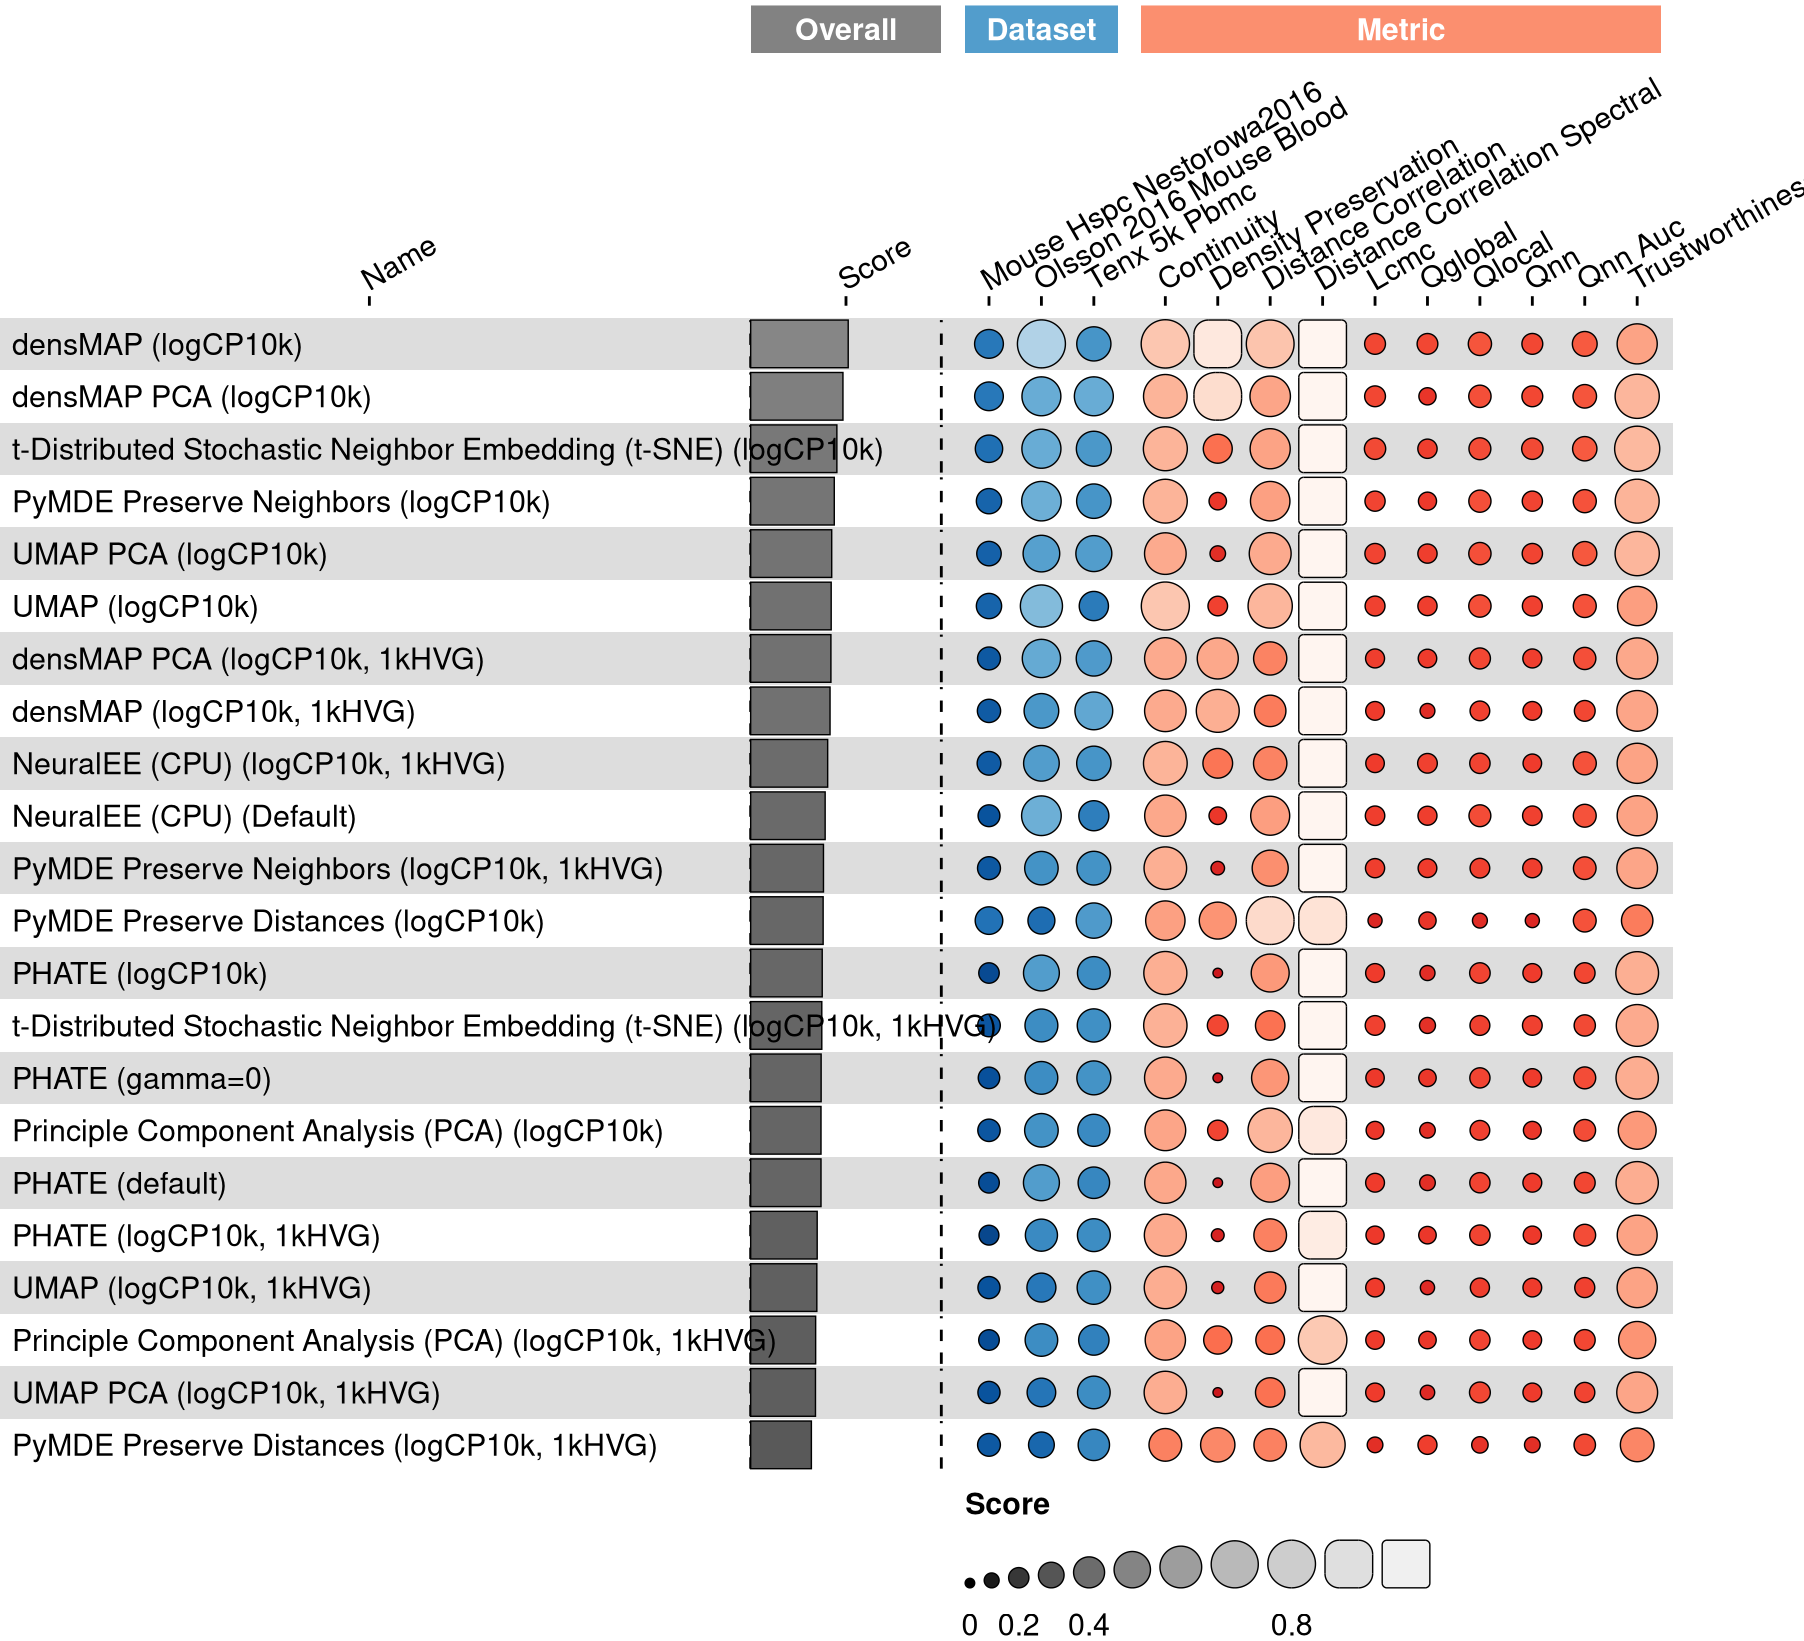 Overall Dataset Metric
Name
Score
Mouse Hspc Nestorowa2016
Olsson 2016 Mouse Blood
Tenx 5k Pbmc
Continuity
Density Preservation
Distance Correlation
Distance Correlation Spectral
Lcmc
Qglobal
Qlocal
Qnn
Qnn Auc
Trustworthines
densMAP (logCP10k)
densMAP PCA (logCP10k)
t-Distributed Stochastic Neighbor Embedding (t-SNE) (logCP10k)
PyMDE Preserve Neighbors (logCP10k)
UMAP PCA (logCP10k)
UMAP (logCP10k)
densMAP PCA (logCP10k, 1kHVG)
densMAP (logCP10k, 1kHVG)
NeuralEE (CPU) (logCP10k, 1kHVG)
NeuralEE (CPU) (Default)
PyMDE Preserve Neighbors (logCP10k, 1kHVG)
PyMDE Preserve Distances (logCP10k)
PHATE (logCP10k)
t-Distributed Stochastic Neighbor Embedding (t-SNE) (logCP10k, 1kHVG)
PHATE (gamma=0)
Principle Component Analysis (PCA) (logCP10k)
PHATE (default)
PHATE (logCP10k, 1kHVG)
UMAP (logCP10k, 1kHVG)
Principle Component Analysis (PCA) (logCP10k, 1kHVG)
UMAP PCA (logCP10k, 1kHVG)
PyMDE Preserve Distances (logCP10k, 1kHVG)
Score
0 0.2 0.4 0.8